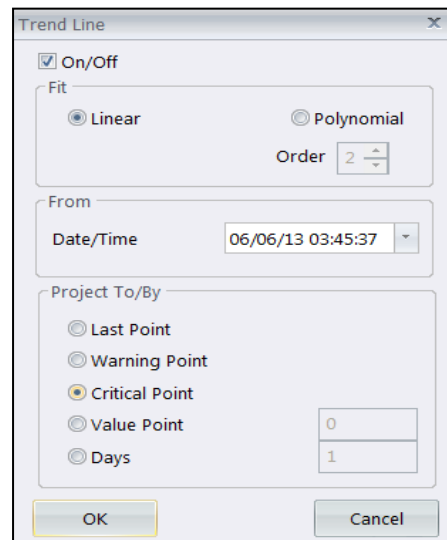 Trend Line x
On/Off
Fit
Linear Polynomial
Order 2
From
Date/Time 06/06/13 03:45:37
Project To/By
Last Point
Warning Point
Critical Point
Value Point 0
Days 1
OK Cancel